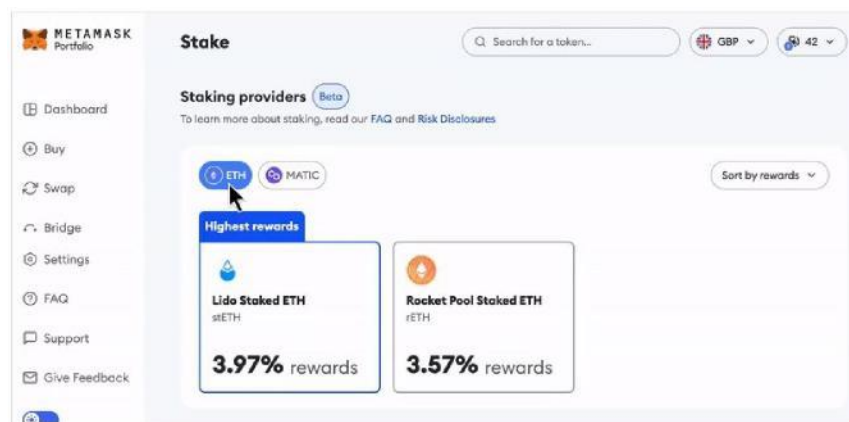 METAMASK
Portfolio
Stake
Search for a token...
GBP
42
Staking providers Beta
To learn more about staking, read our FAQ and Risk Disclosures
Dashboard
Buy
Swap
Bridge
Settings
FAQ
Support
Give Feedback
ETH
MATIC
Sort by rewards
Highest rewards
Lido Staked ETH
stETH
3.97% rewards
Rocket Pool Staked ETH
rETH
3.57% rewards